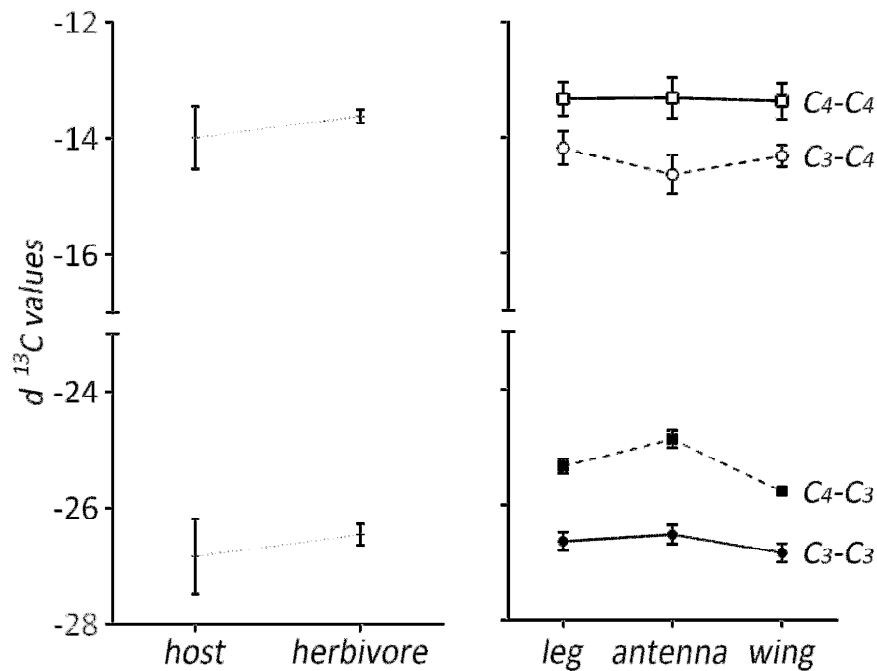 -12
-14
-16
-24
-26
-28
d ¹³C values
host herbivore
C₄-C₄
C₃-C₄
C₄-C₃
C₃-C₃
leg antenna wing